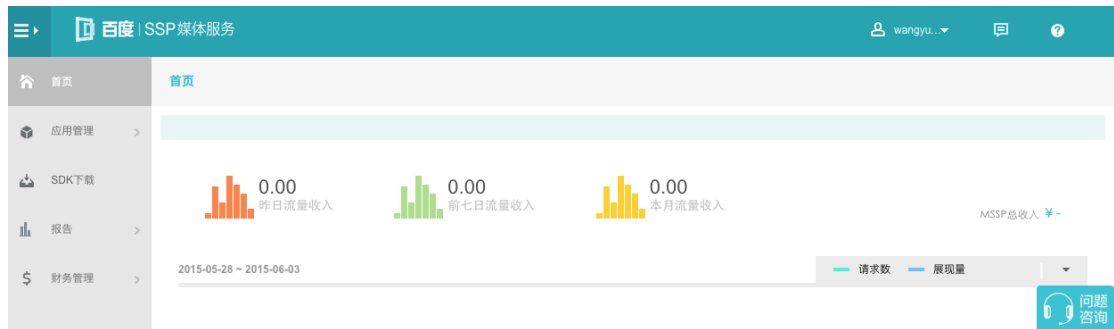 百度 SSP媒体服务
wangyu...
首页
首页
应用管理
SDK下载
报告
财务管理
0.00
昨日流量收入
0.00
前七日流量收入
0.00
本月流量收入
MSSP总收入 ¥ -
2015-05-28 ~ 2015-06-03
请求数
展现量
问题
咨询